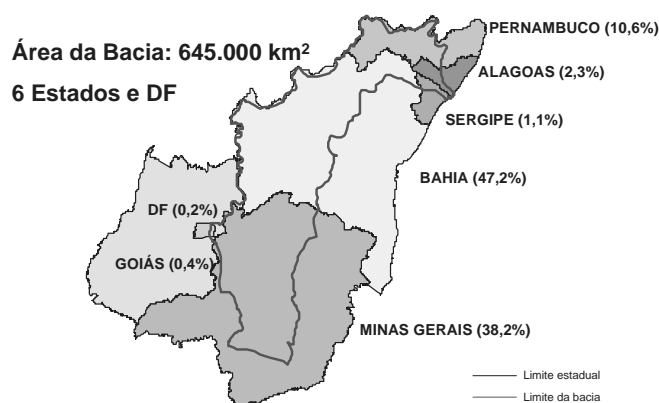 Área da Bacia: 645.000 km²
6 Estados e DF
PERNAMBUCO (10,6%)
ALAGOAS (2,3%)
SERGIPE (1,1%)
BAHIA (47,2%)
DF (0,2%)
GOIÁS (0,4%)
MINAS GERAIS (38,2%)
Limite estadual
Limite da bacia